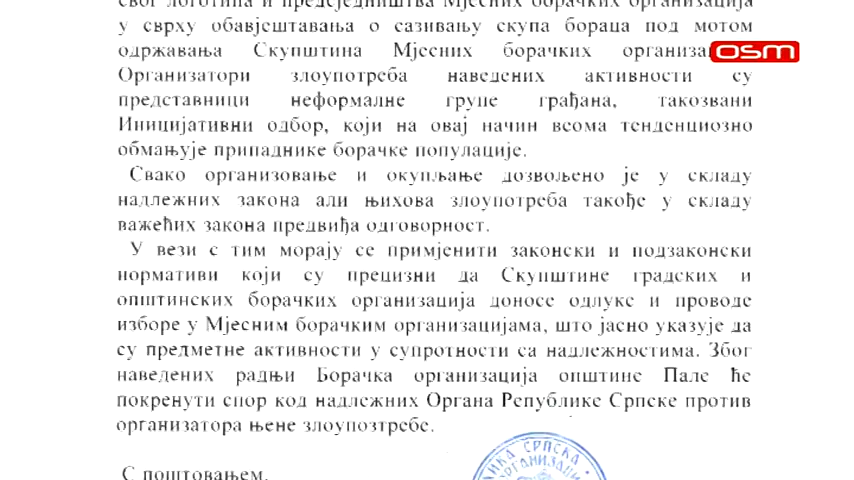 свог логотипа и предсједништва Мјесних борачких организација
у сврху обавјештавања о сазивању скупа бораца под мотом
одржавања Скупштина Мјесних борачких
Организатори злоупотреба наведених активности су
представници неформалне групе грађана, такозвани
Иницијативни одбор, који на овај начин веома тенденциозно
обмањује припаднике борачке популације.
Свако организовање и окупљање дозвољено је у складу
надлежних закона али њихова злоупотреба такође у складу
важећих закона предвиђа одговорност.
У вези с тим морају се примјенити законски и подзаконски
нормативи који су прецизни да Скупштине градских и
општинских борачких организација доносе одлуке и проводе
изборе у Мјесним борачким организацијама, што јасно указује да
су предметне активности у супротности са надлежностима. Због
наведених радњи Борачка организација општине Пале ће
покренути спор код надлежних Органа Републике Српске против
организатора њене злоупозтребе.
С поштовањем,
osm